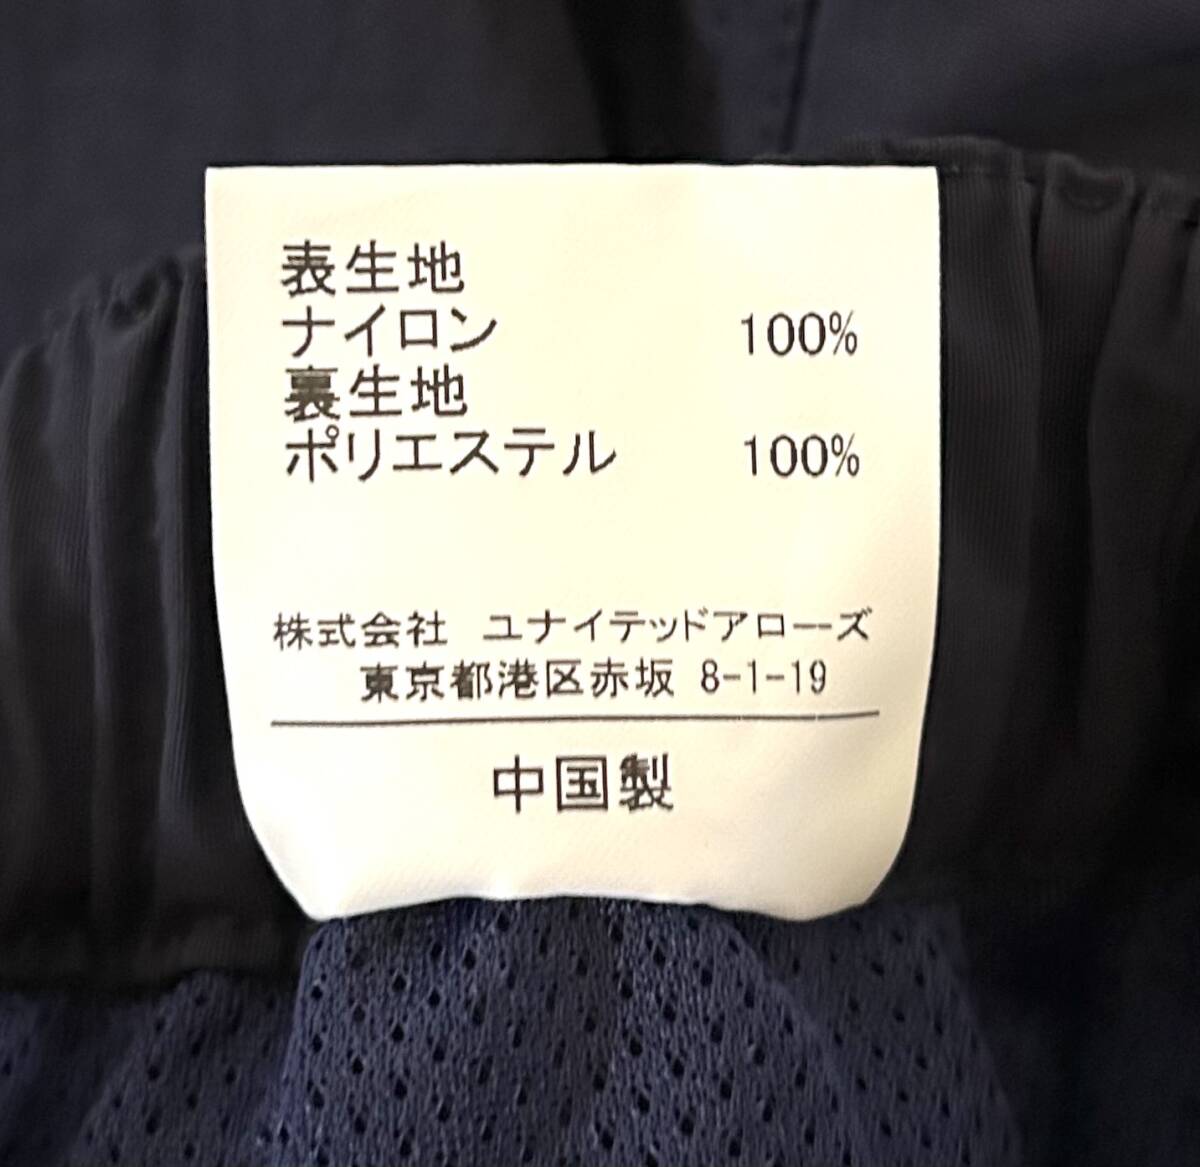 表生地
ナイロン 100%
裏生地
ポリエステル 100%
株式会社 ユナイテッドアローズ
東京都港区赤坂 8-1-19
中国製